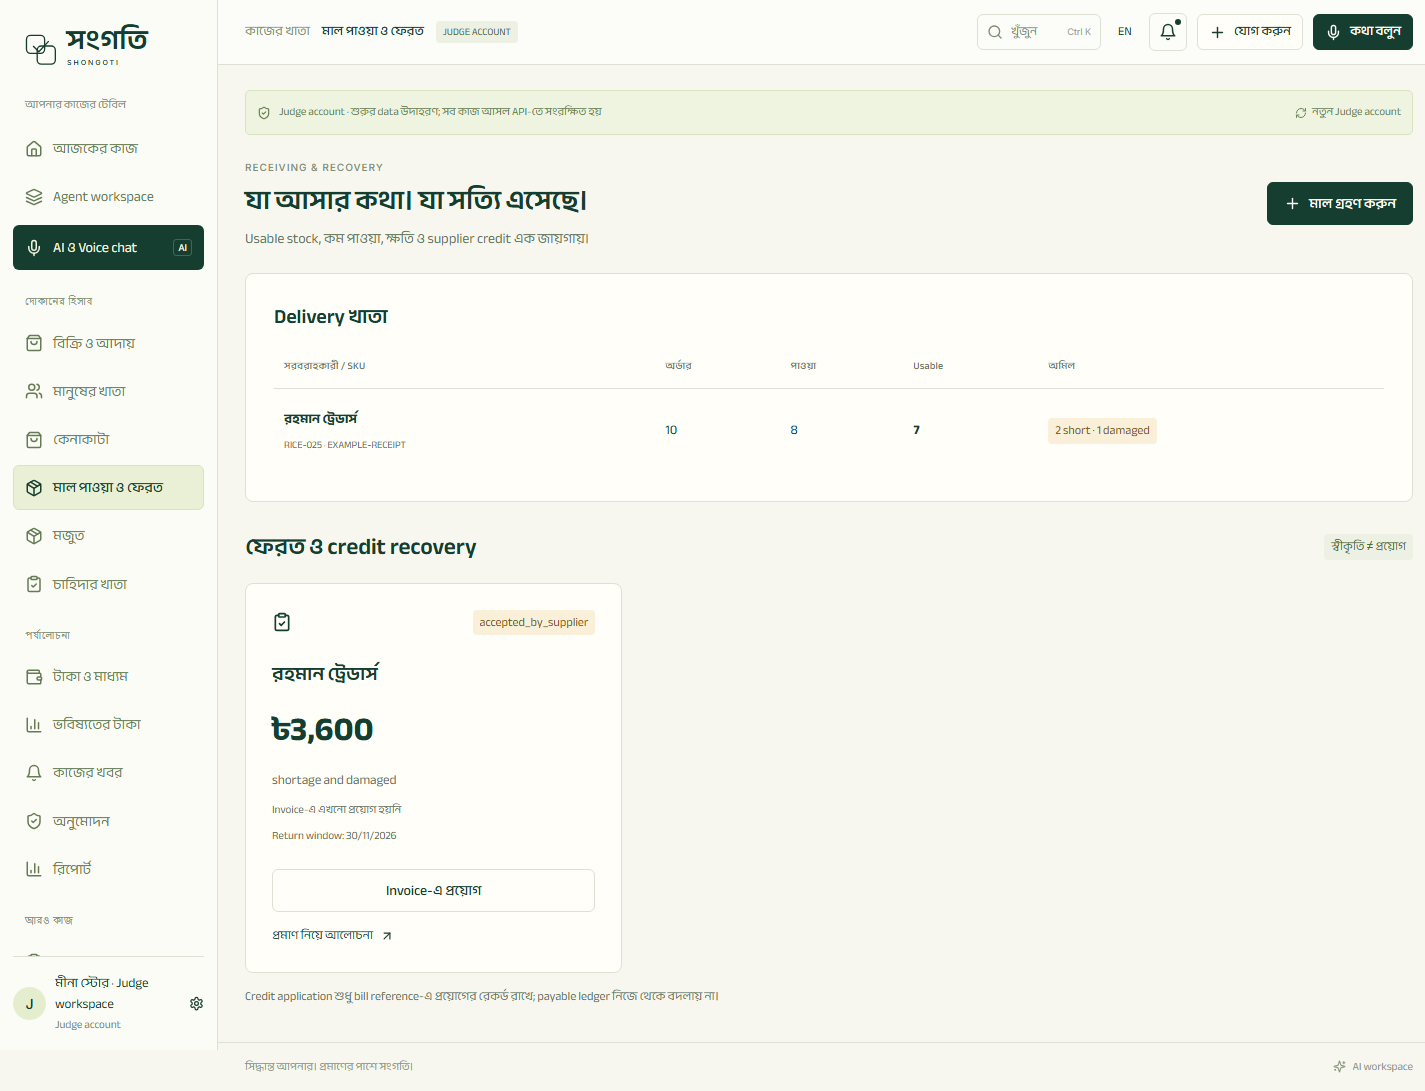 সংগতি
SHONGOTI
আপনার কাজের টেবিল
আজকের কাজ
Agent workspace
AI ও Voice chat AI
দোকানের হিসাব
বিক্রি ও আদায়
মানুষের খাতা
কেনাকাটা
মাল পাওয়া ও ফেরত
মজুত
চাহিদার খাতা
পর্যালোচনা
টাকা ও মাধ্যম
ভবিষ্যতের টাকা
কাজের খবর
অনুমোদন
রিপোর্ট
আরও কাজ
J
মীনা স্টোর · Judge
workspace
Judge account
কাজের খাতা মাল পাওয়া ও ফেরত JUDGE ACCOUNT
খুঁজুন Ctrl K EN যোগ করুন কথা বলুন
Judge account · শুরুর data উদাহরণ; সব কাজ আসল API-তে সংরক্ষিত হয় নতুন Judge account
RECEIVING & RECOVERY
যা আসার কথা। যা সত্যি এসেছে।
মাল গ্রহণ করুন
Usable stock, কম পাওয়া, ক্ষতি ও supplier credit এক জায়গায়।
Delivery খাতা
সরবরাহকারী / SKU অর্ডার পাওয়া Usable অমিল
রহমান ট্রেডার্স
RICE-025 · EXAMPLE-RECEIPT
10 8 7 2 short · 1 damaged
ফেরত ও credit recovery স্বীকৃতি ≠ প্রয়োগ
accepted_by_supplier
রহমান ট্রেডার্স
৳3,600
shortage and damaged
Invoice-এ এখনো প্রয়োগ হয়নি
Return window: 30/11/2026
Invoice-এ প্রয়োগ
প্রমাণ নিয়ে আলোচনা
Credit application শুধু bill reference-এ প্রয়োগের রেকর্ড রাখে; payable ledger নিজে থেকে বদলায় না।
সিদ্ধান্ত আপনার। প্রমাণের পাশে সংগতি। AI workspace